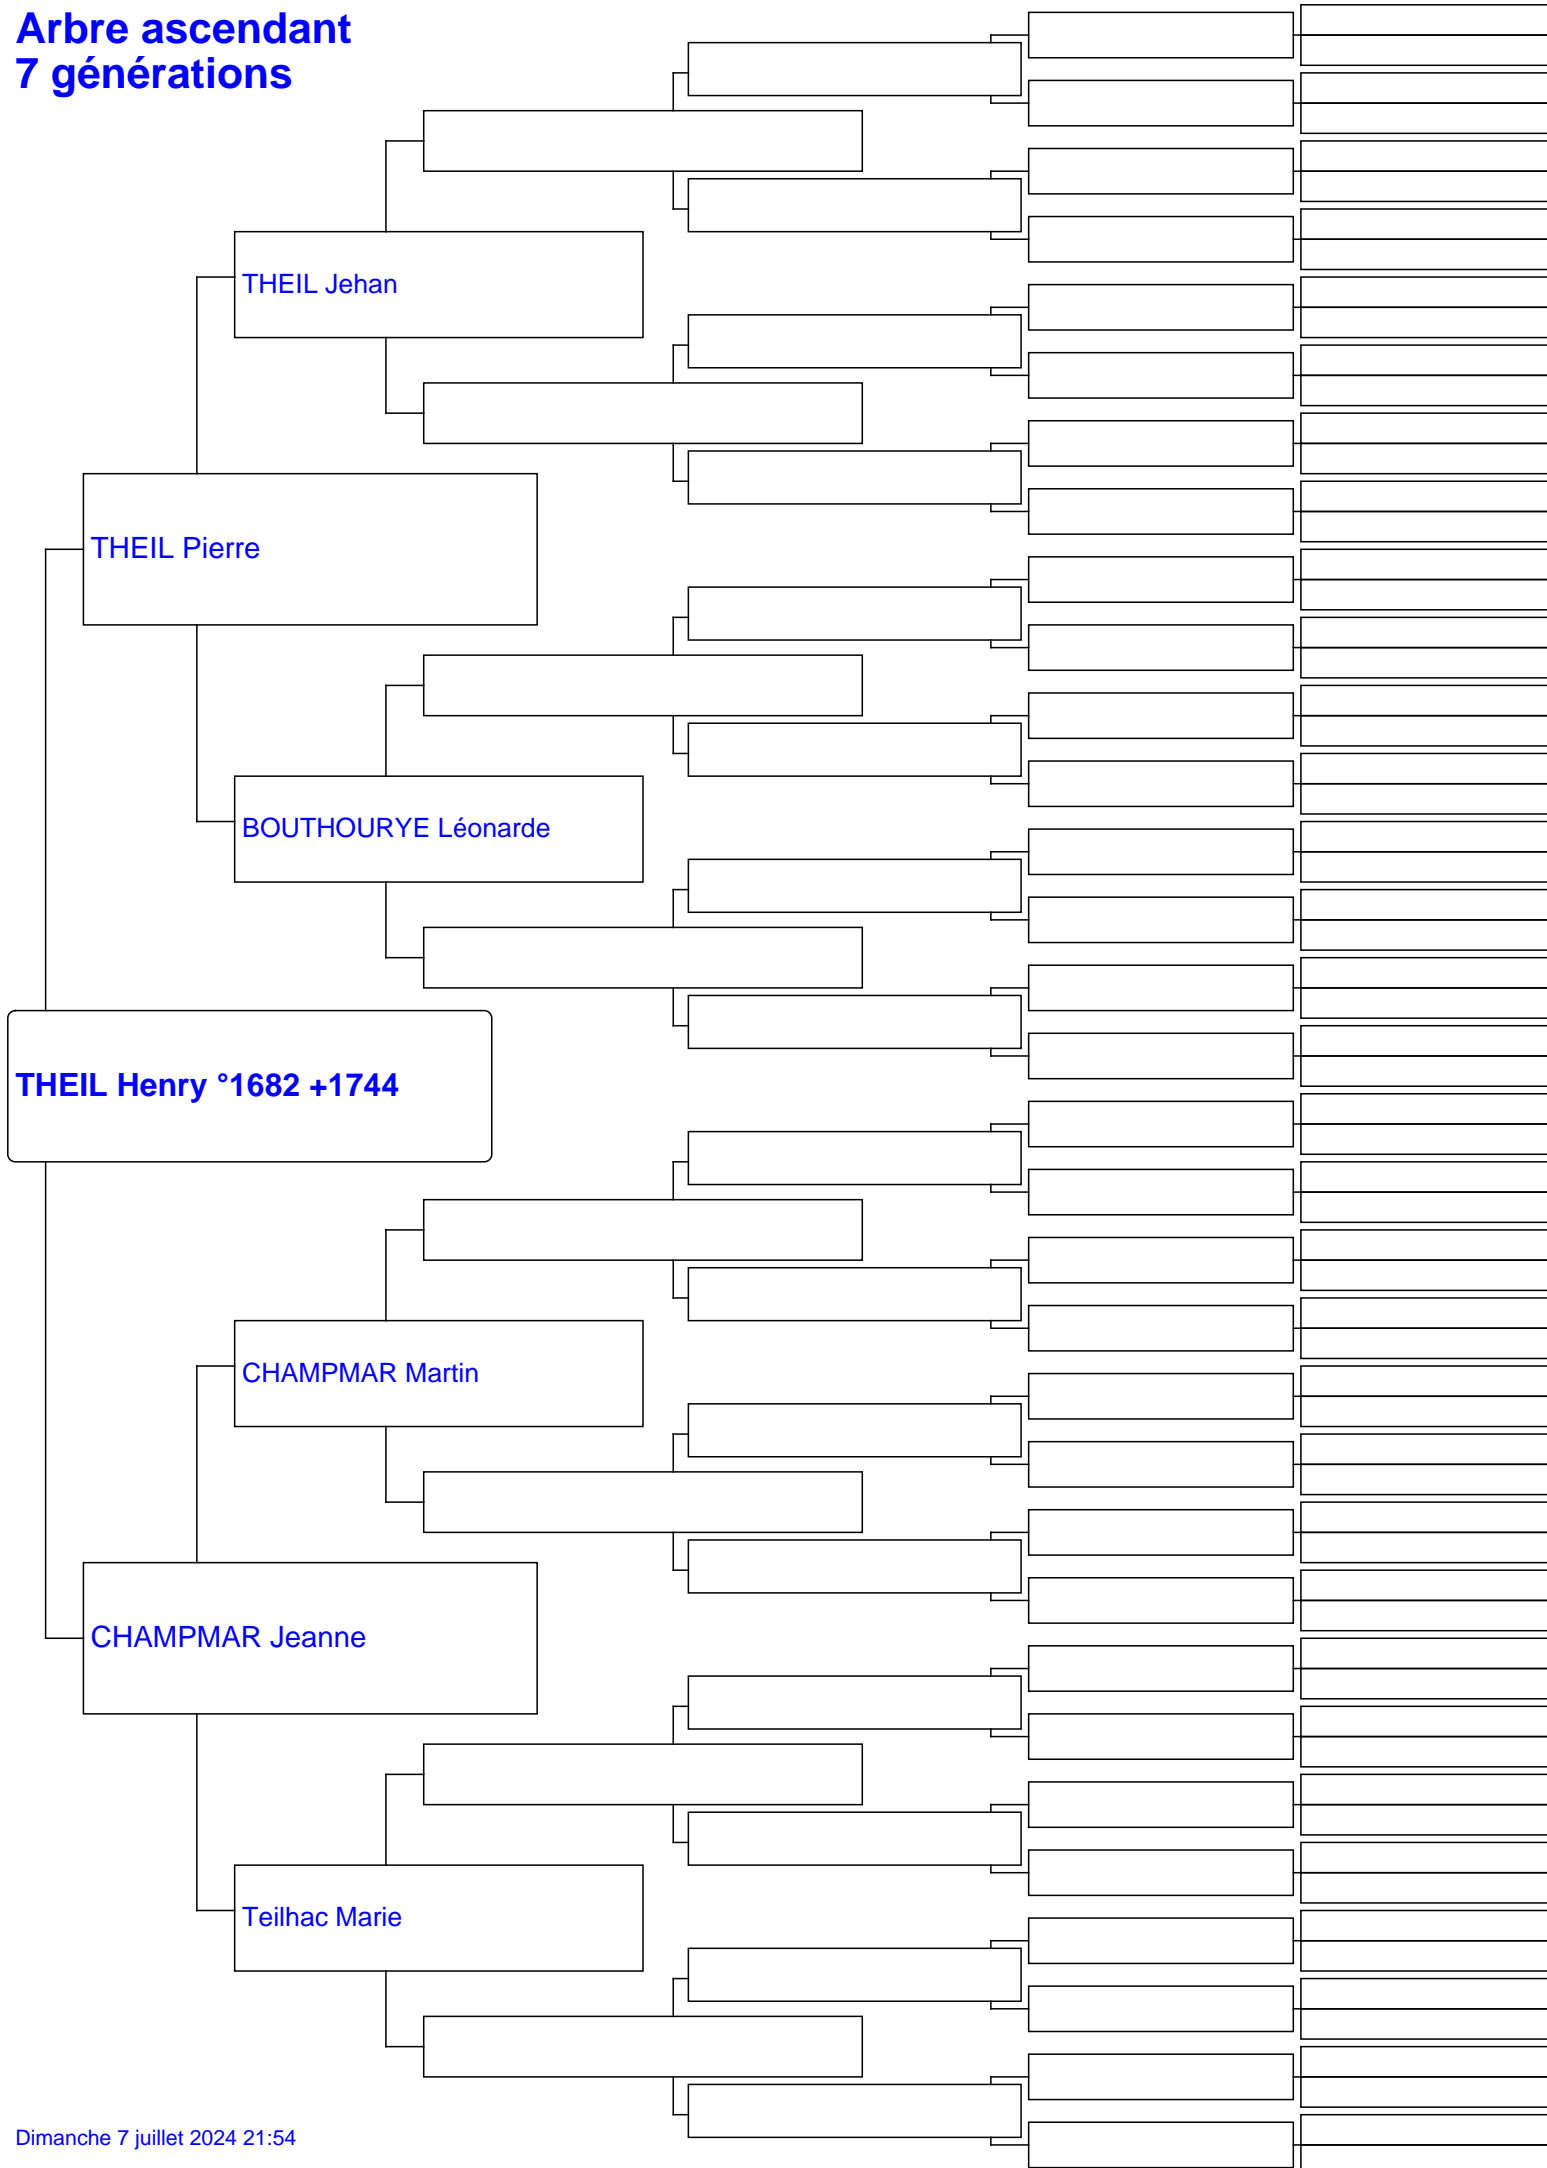 Arbre ascendant
7 générations
THEIL Jehan
THEIL Pierre
BOUTHOURYE Léonarde
THEIL Henry °1682 +1744
CHAMPMAR Martin
CHAMPMAR Jeanne
Teilhac Marie
Dimanche 7 juillet 2024 21:54